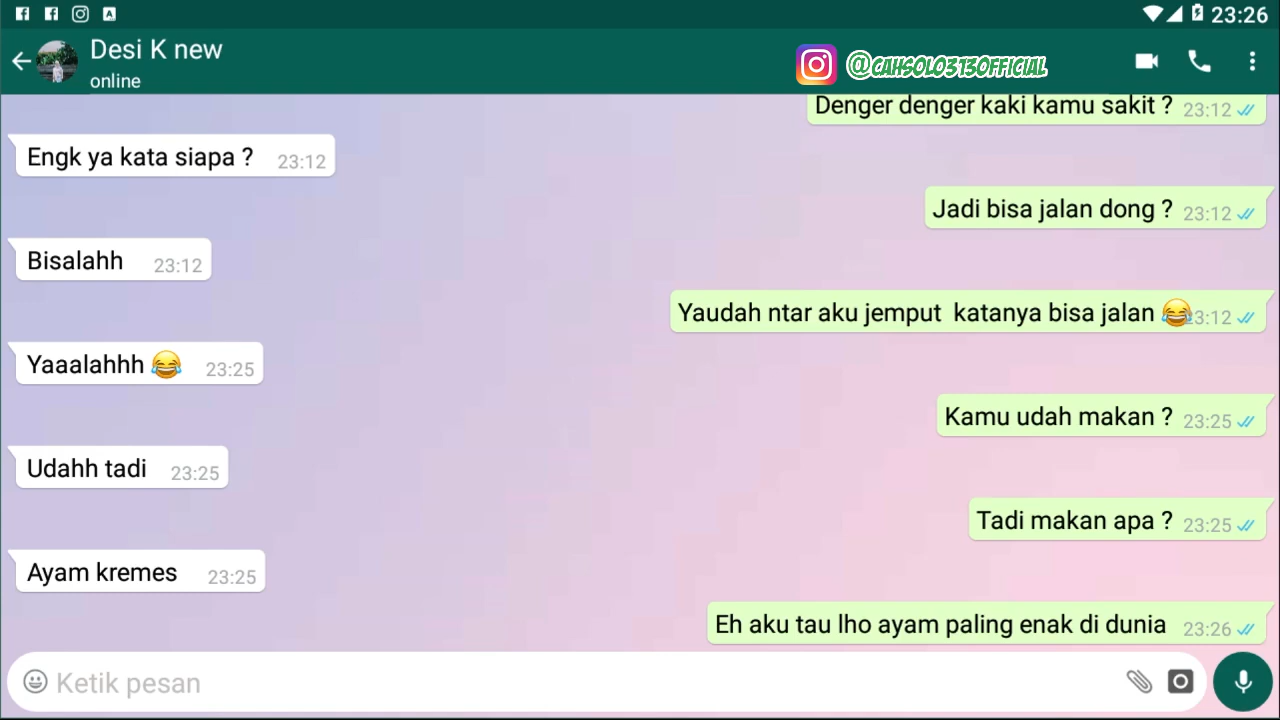 23:26
Desi K new
online
@CAHSOLO313OFFICIAL
Denger denger kaki kamu sakit ? 23:12
Engk ya kata siapa ? 23:12
Jadi bisa jalan dong ? 23:12
Bisalahh 23:12
Yaudah ntar aku jemput katanya bisa jalan 😂 23:12
Yaaalahhh 😂 23:25
Kamu udah makan ? 23:25
Udahh tadi 23:25
Tadi makan apa ? 23:25
Ayam kremes 23:25
Eh aku tau lho ayam paling enak di dunia 23:26
Ketik pesan